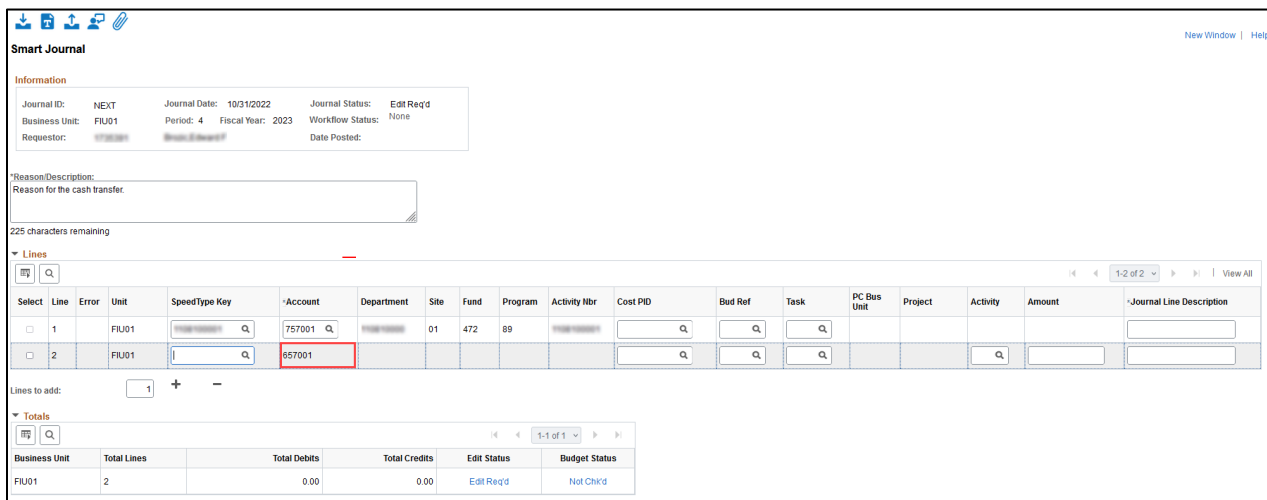 New Window | Help
Smart Journal
Information
Journal ID: NEXT Journal Date: 10/31/2022 Journal Status: Edit Req'd
Business Unit: FIU01 Period: 4 Fiscal Year: 2023 Workflow Status: None
Requestor: Date Posted:
*Reason/Description:
Reason for the cash transfer.
225 characters remaining
Lines
1-2 of 2 | View All
Select Line Error Unit SpeedType Key *Account Department Site Fund Program Activity Nbr Cost PID Bud Ref Task PC Bus Unit Project Activity Amount *Journal Line Description
1 FIU01 757001 01 472 89
2 FIU01 657001
Lines to add: 1 + −
Totals
1-1 of 1
Business Unit Total Lines Total Debits Total Credits Edit Status Budget Status
FIU01 2 0.00 0.00 Edit Req'd Not Chk'd